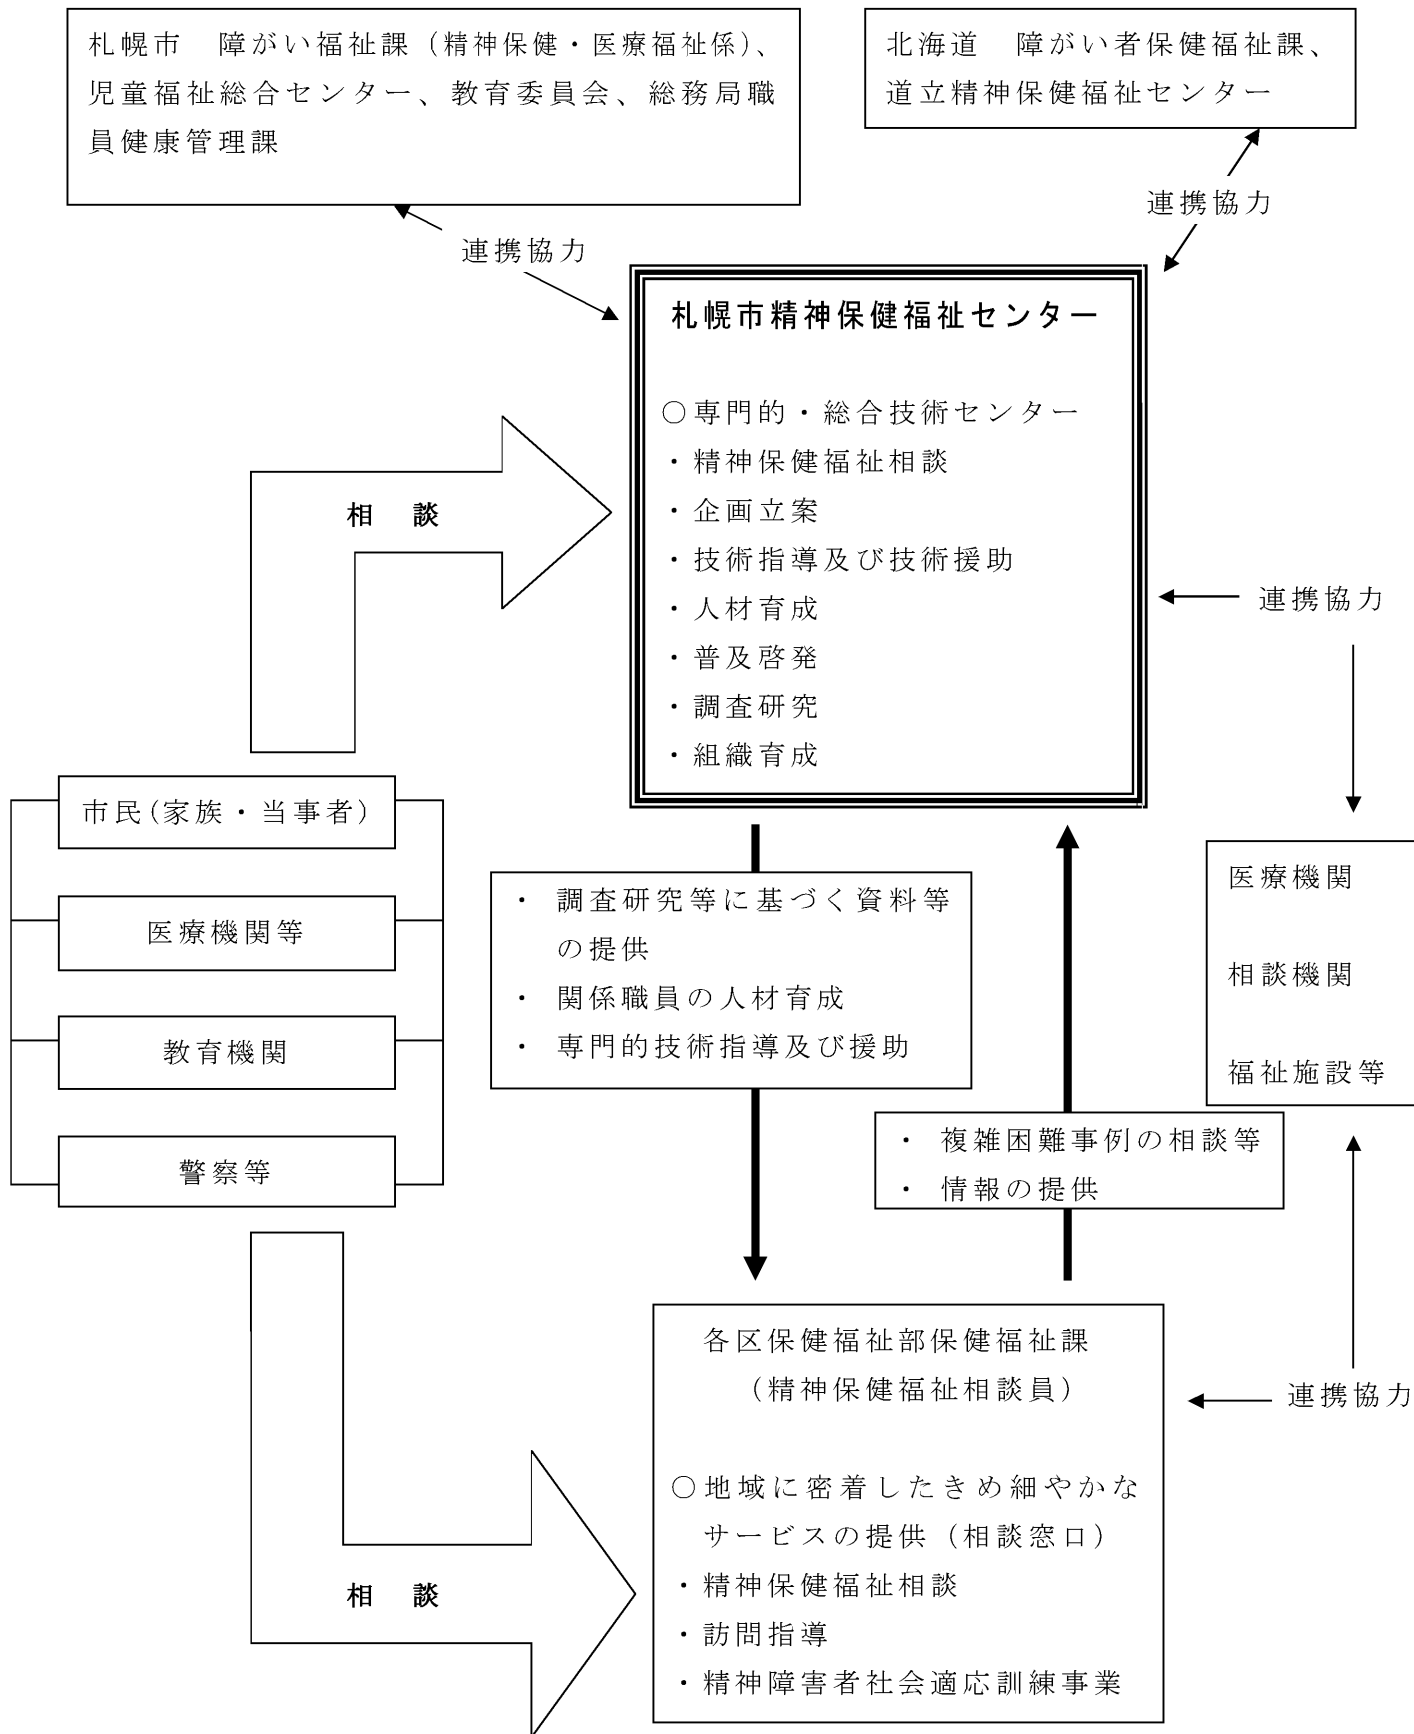 札幌市　障がい福祉課（精神保健・医療福祉係）、
児童福祉総合センター、教育委員会、総務局職
員健康管理課
北海道　障がい者保健福祉課、
道立精神保健福祉センター
連携協力
連携協力
札幌市精神保健福祉センター
○専門的・総合技術センター
・精神保健福祉相談
・企画立案
・技術指導及び技術援助
・人材育成
・普及啓発
・調査研究
・組織育成
相　談
連携協力
市民(家族・当事者)
医療機関等
教育機関
警察等
・ 調査研究等に基づく資料等
の提供
・ 関係職員の人材育成
・ 専門的技術指導及び援助
医療機関
相談機関
福祉施設等
・ 複雑困難事例の相談等
・ 情報の提供
各区保健福祉部保健福祉課
（精神保健福祉相談員）
○地域に密着したきめ細やかな
サービスの提供（相談窓口）
・精神保健福祉相談
・訪問指導
・精神障害者社会適応訓練事業
連携協力
相　談